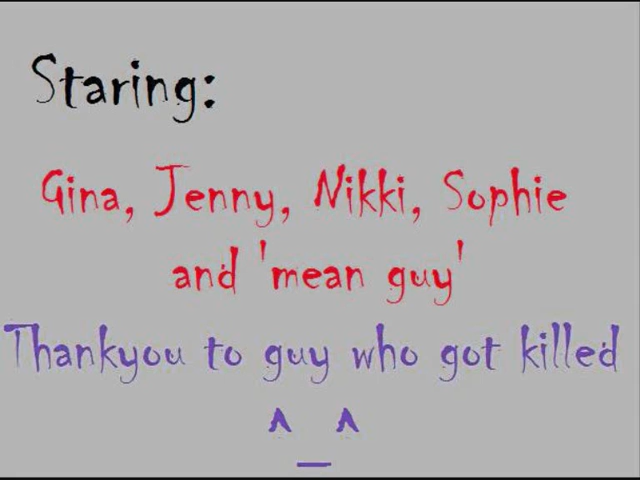 Staring:
Gina, Jenny, Nikki, Sophie
and 'mean guy'
Thankyou to guy who got killed
^_^